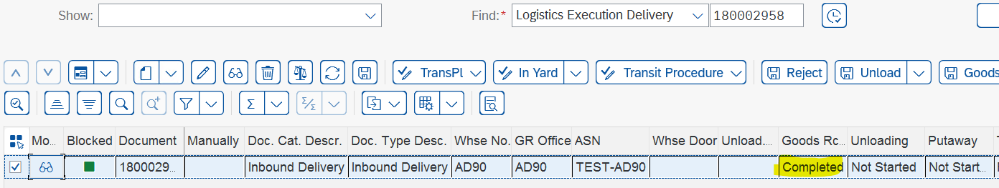 Show: Find:* Logistics Execution Delivery 180002958
TransPl In Yard Transit Procedure Reject Unload Goods
Mo... Blocked Document Manually Doc. Cat. Descr. Doc. Type Desc. Whse No. GR Office ASN Whse Door Unload.... Goods Rc... Unloading Putaway
1800029... Inbound Delivery Inbound Delivery AD90 AD90 TEST-AD90 Completed Not Started Not Start...